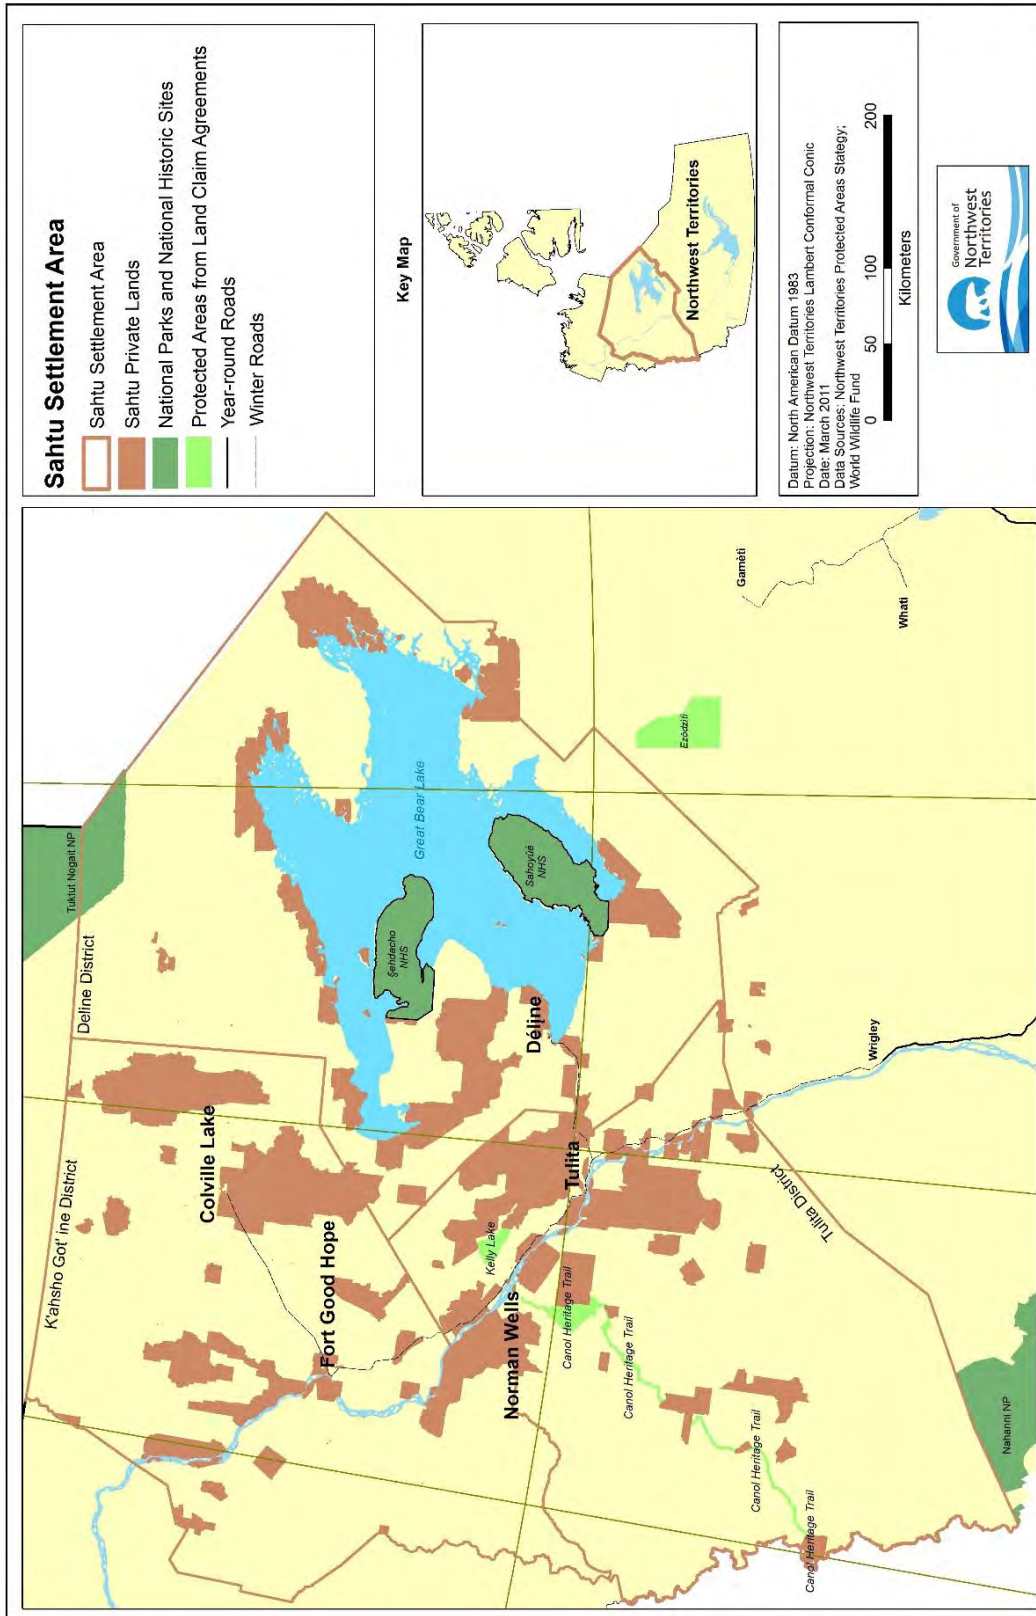 Sahtu Settlement Area
Sahtu Settlement Area
Sahtu Private Lands
National Parks and National Historic Sites
Protected Areas from Land Claim Agreements
Year-round Roads
Winter Roads
Key Map
Northwest Territories
Datum: North American Datum 1983
Projection: Northwest Territories Lambert Conformal Conic
Date: March 2011
Data Sources: Northwest Territories Protected Areas Stategy;
World Wildlife Fund
0 50 100 200
Kilometers
Government of
Northwest
Territories
Tuktut Nogait NP
Deline District
K'ahsho Got' ine District
Colville Lake
Fort Good Hope
Great Bear Lake
NHS
Sahoyúé
NHS
Déline
Kelly Lake
Norman Wells
Tulita
Canol Heritage Trail
Canol Heritage Trail
Canol Heritage Trail
Canol Heritage Trail
Tulita District
Wrigley
Nahanni NP
Ezòdzìtì
Gamètì
Whati